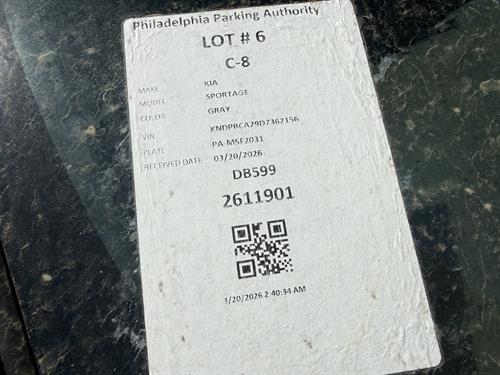 Philadelphia Parking Authority
LOT # 6
C-8
MAKE KIA
MODEL SPORTAGE
COLOR GRAY
VIN KNDPBCA29D7362156
PLATE PA-MSF2031
RECEIVED DATE 03/20/2026
DB599
2611901
3/20/2026 2:40:34 AM